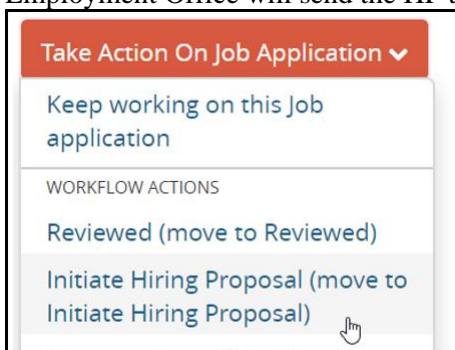 Employment Office will send the HP t
Take Action On Job Application
Keep working on this Job
application
WORKFLOW ACTIONS
Reviewed (move to Reviewed)
Initiate Hiring Proposal (move to
Initiate Hiring Proposal)